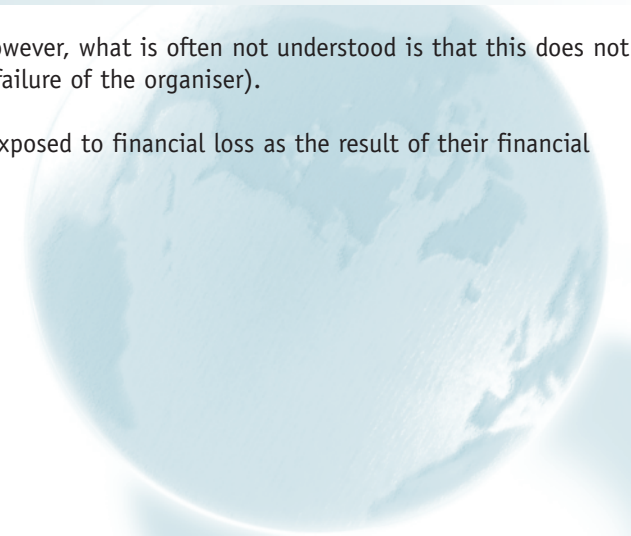 owever, what is often not understood is that this does not
failure of the organiser).
xposed to financial loss as the result of their financial